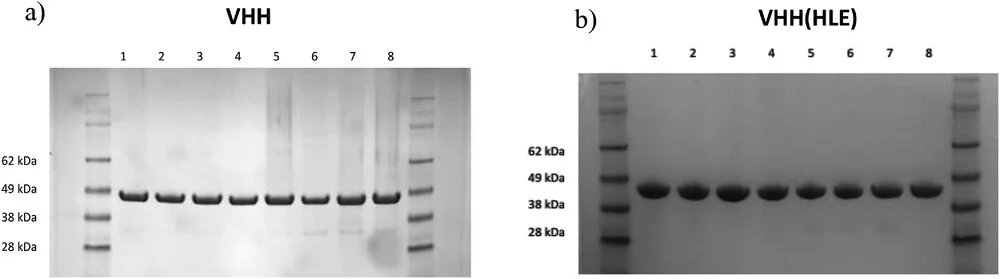 a)
VHH
1 2 3 4 5 6 7 8
62 kDa
49 kDa
38 kDa
28 kDa
b)
VHH(HLE)
1 2 3 4 5 6 7 8
62 kDa
49 kDa
38 kDa
28 kDa